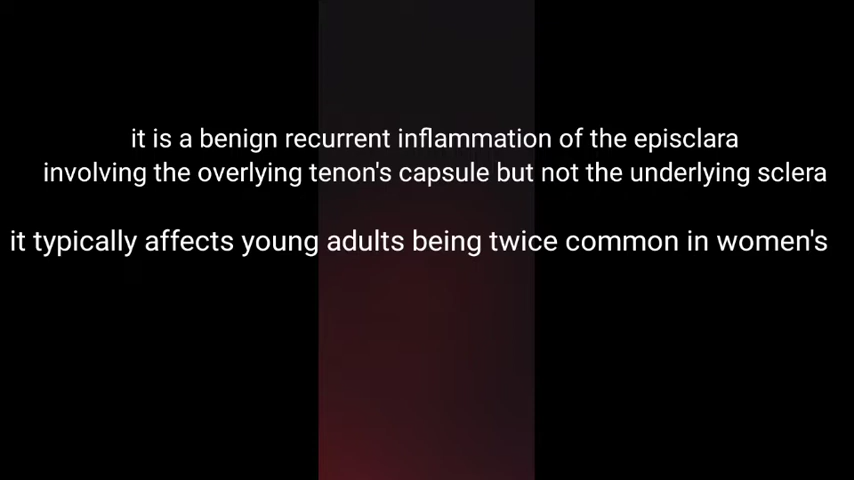 it is a benign recurrent inflammation of the episclara
involving the overlying tenon's capsule but not the underlying sclera
it typically affects young adults being twice common in women's